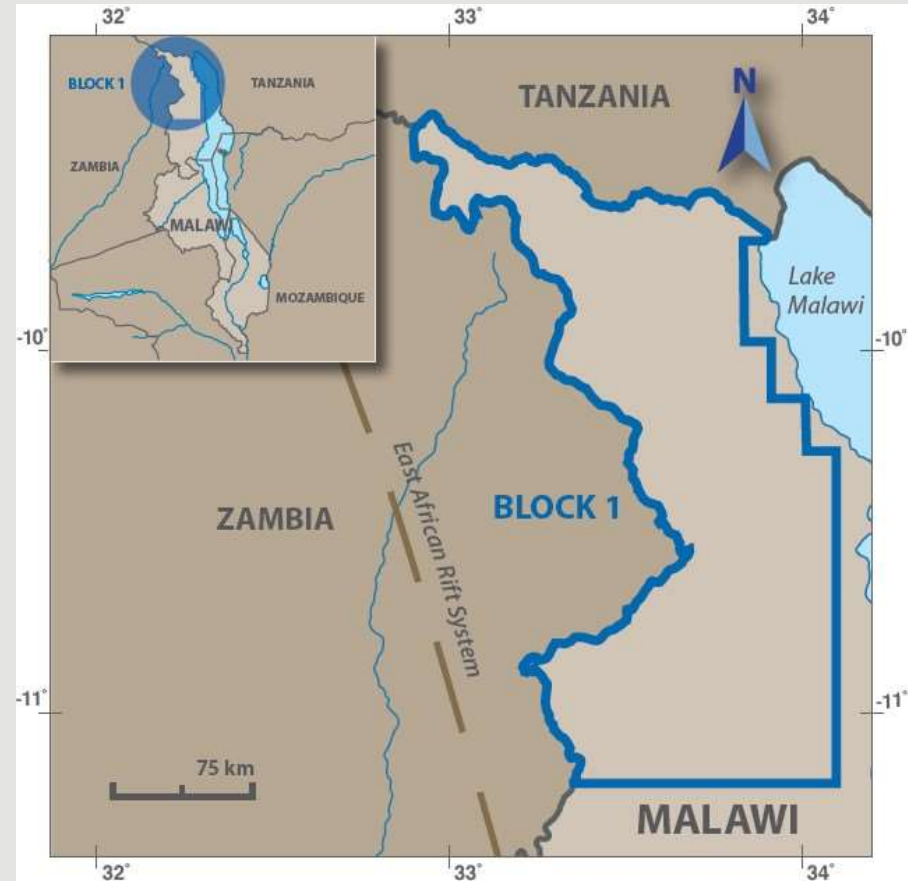 32°
33°
34°
BLOCK 1
TANZANIA
ZAMBIA
MALAWI
MOZAMBIQUE
TANZANIA
N
Lake
Malawi
-10°
-10°
East African Rift System
ZAMBIA
BLOCK 1
-11°
-11°
75 km
MALAWI
32°
33°
34°